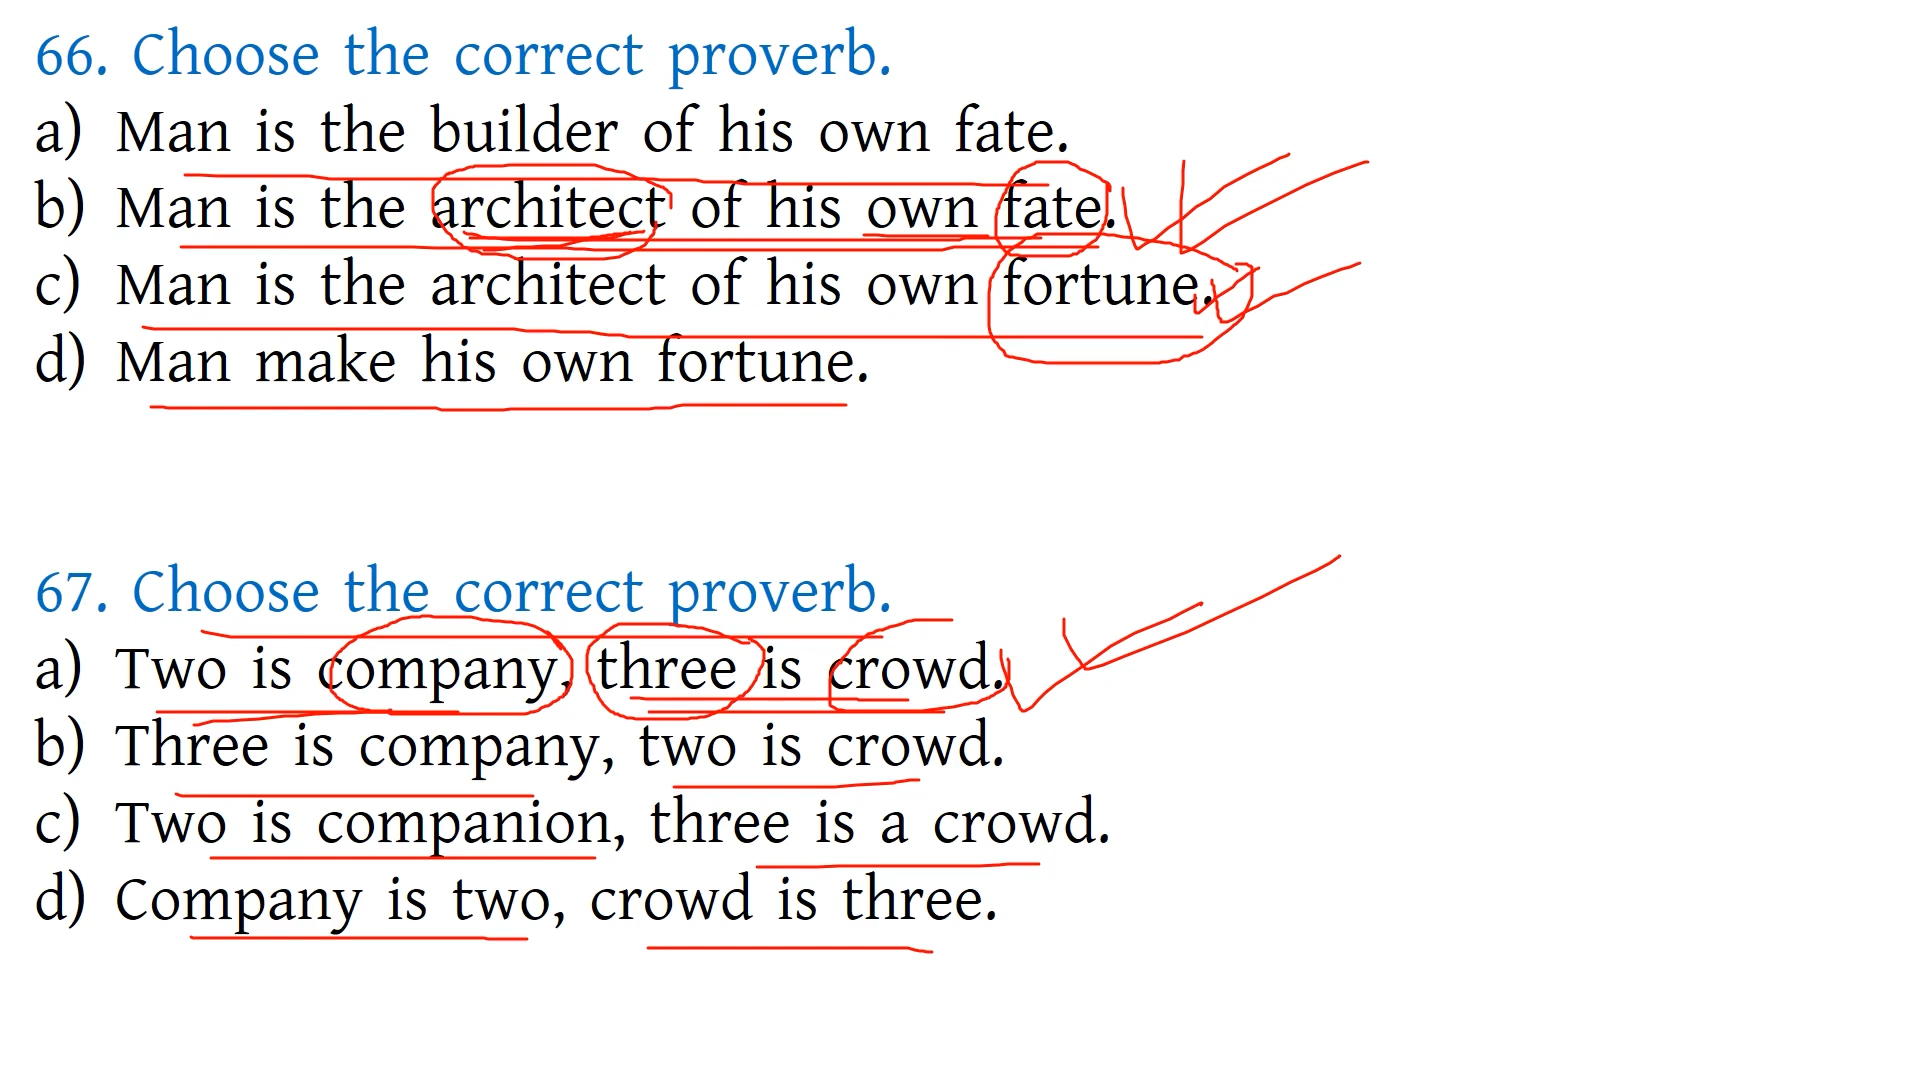 66. Choose the correct proverb.
a) Man is the builder of his own fate.
b) Man is the architect of his own fate.
c) Man is the architect of his own fortune.
d) Man make his own fortune.
67. Choose the correct proverb.
a) Two is company, three is crowd.
b) Three is company, two is crowd.
c) Two is companion, three is a crowd.
d) Company is two, crowd is three.